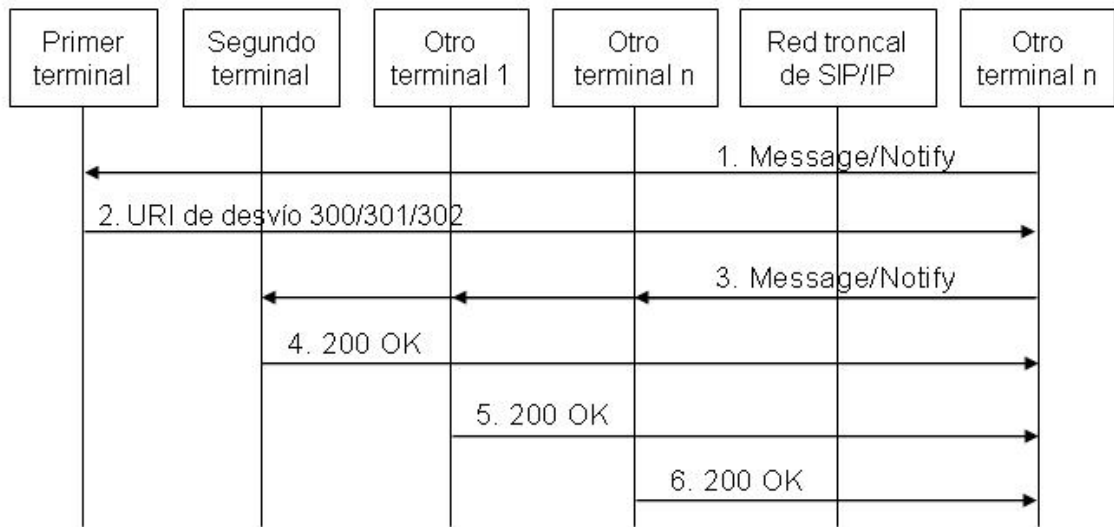 Primer
terminal
Segundo
terminal
Otro
terminal 1
Otro
terminal n
Red troncal
de SIP/IP
Otro
terminal n
1. Message/Notify
2. URI de desvío 300/301/302
3. Message/Notify
4. 200 OK
5. 200 OK
6. 200 OK